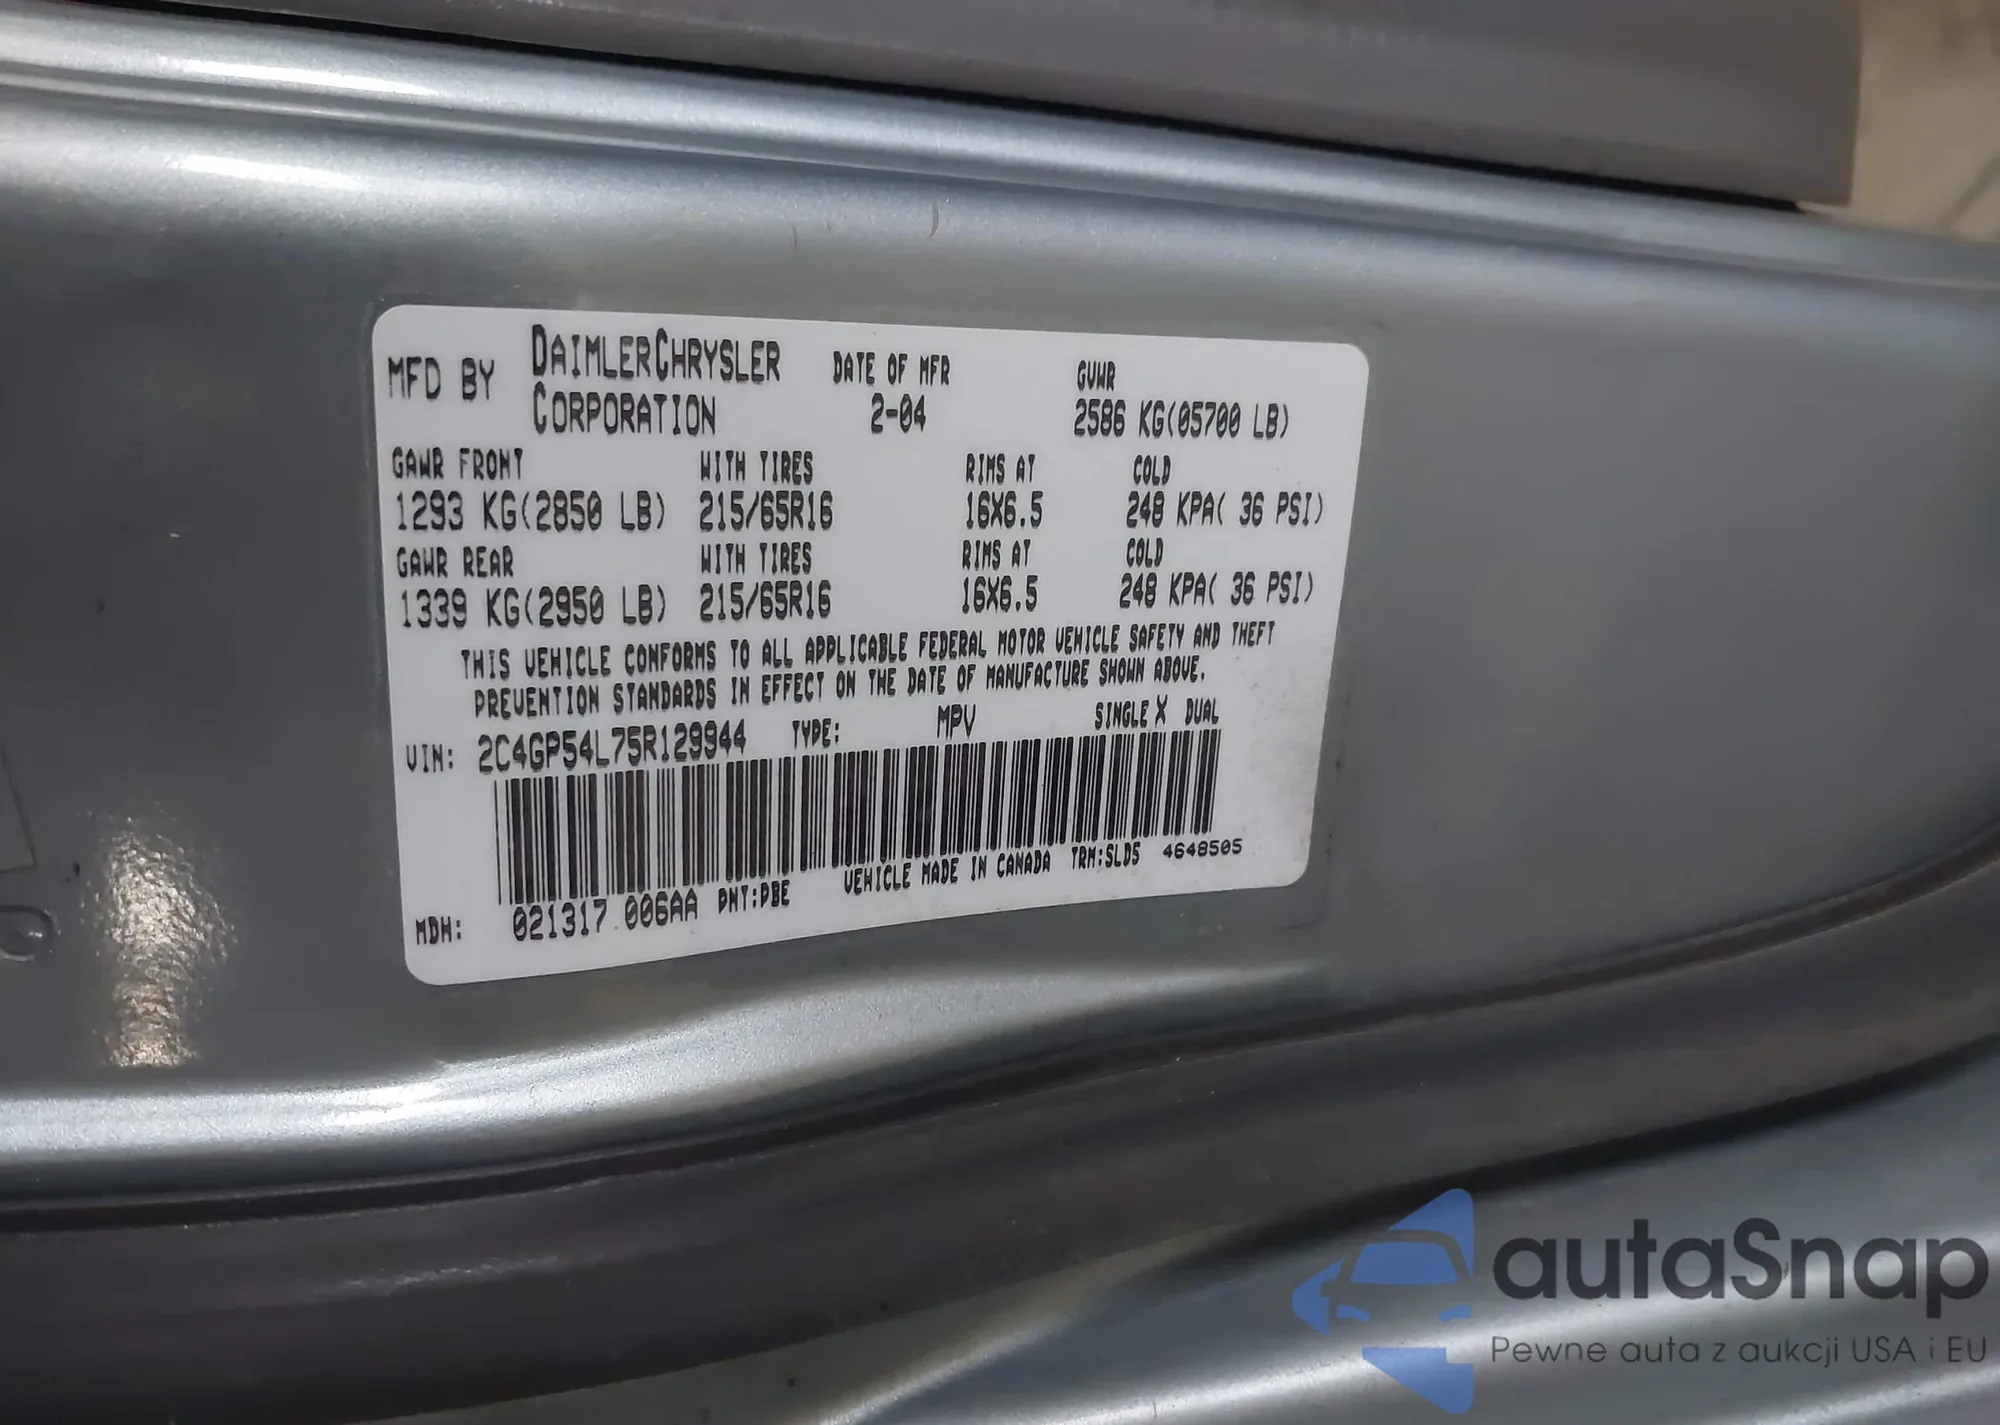 MFD BY DAIMLERCHRYSLER CORPORATION DATE OF MFR 2-04 GVWR 2586 KG(05700 LB)
GAWR FRONT WITH TIRES RIMS AT COLD
1293 KG(2850 LB) 215/65R16 16X6.5 248 KPA( 36 PSI)
GAWR REAR WITH TIRES RIMS AT COLD
1339 KG(2950 LB) 215/65R16 16X6.5 248 KPA( 36 PSI)
THIS VEHICLE CONFORMS TO ALL APPLICABLE FEDERAL MOTOR VEHICLE SAFETY AND THEFT
PREVENTION STANDARDS IN EFFECT ON THE DATE OF MANUFACTURE SHOWN ABOVE.
VIN: 2C4GP54L75R129944 TYPE: MPV SINGLE X DUAL
MDH: 021317 006AA PNT:PBE VEHICLE MADE IN CANADA TRM:SLD5 4648505
autaSnap
Pewne auta z aukcji USA i EU